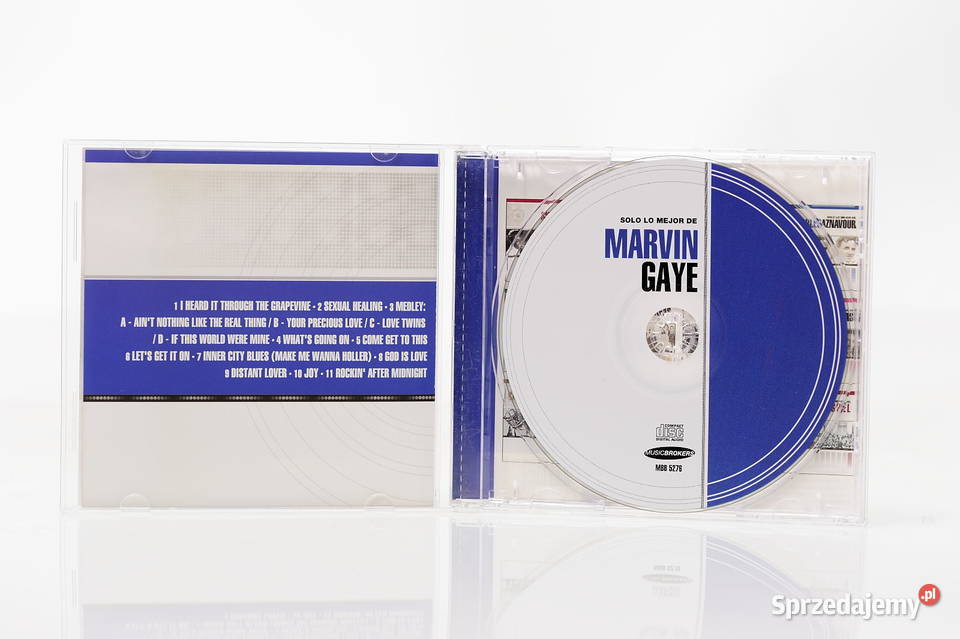 1 I HEARD IT THROUGH THE GRAPEVINE • 2 SEXUAL HEALING • 3 MEDLEY:
A - AIN'T NOTHING LIKE THE REAL THING / B - YOUR PRECIOUS LOVE / C - LOVE TWINS
/ D - IF THIS WORLD WERE MINE • 4 WHAT'S GOING ON • 5 COME GET TO THIS
6 LET'S GET IT ON • 7 INNER CITY BLUES (MAKE ME WANNA HOLLER) • 8 GOD IS LOVE
9 DISTANT LOVER • 10 JOY • 11 ROCKIN' AFTER MIDNIGHT
SOLO LO MEJOR DE
MARVIN
GAYE
COMPACT
disc
DIGITAL AUDIO
MUSICBROKERS
MBB 5276
SOLO LO MEJOR DE
AZNAVOUR
Sprzedajemy.pl